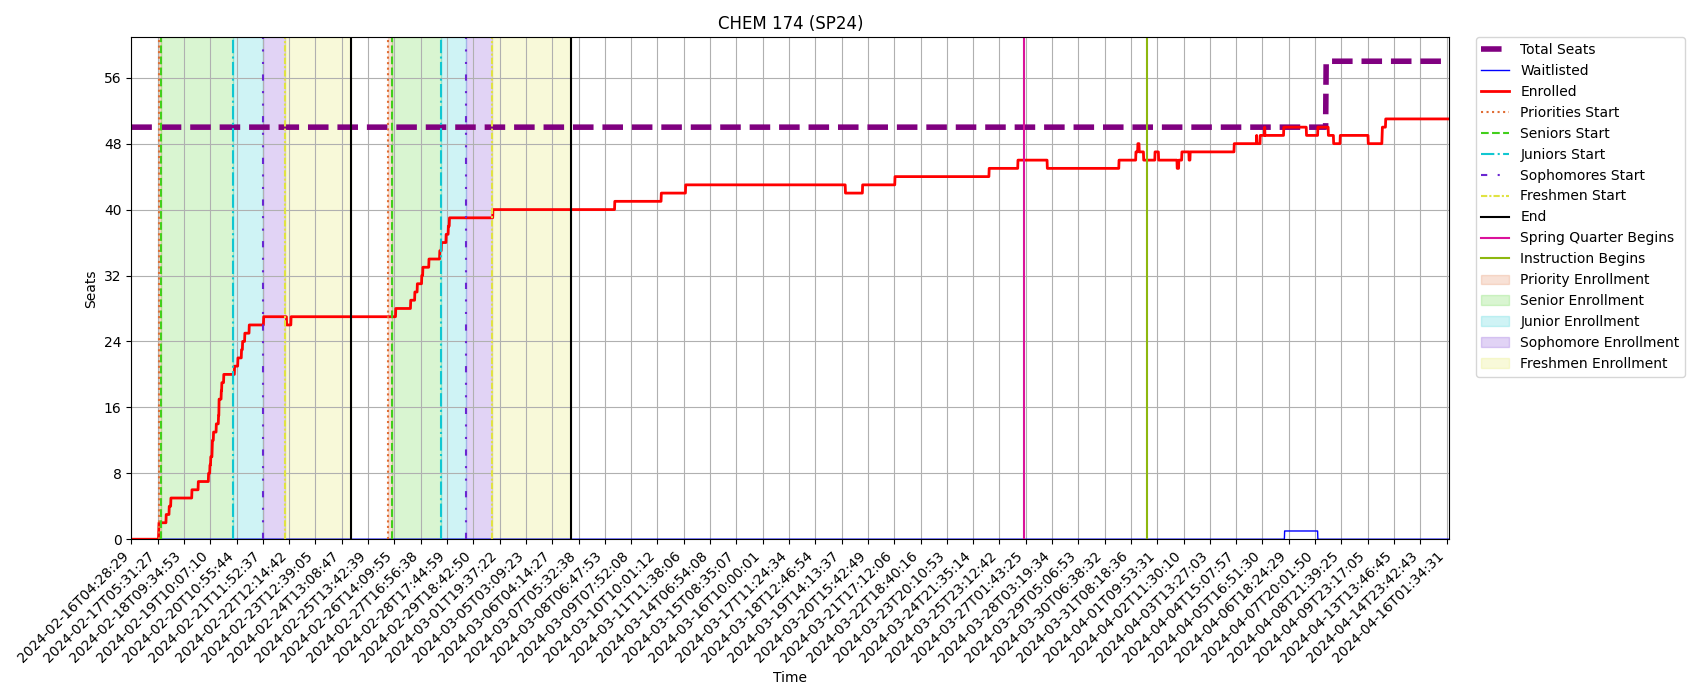 CHEM 174 (SP24)
Seats
56
48
40
32
24
16
8
0
2024-02-16T04:28:29
2024-02-17T05:31:27
2024-02-18T09:34:53
2024-02-19T10:07:10
2024-02-20T10:55:44
2024-02-21T11:52:37
2024-02-22T12:14:42
2024-02-23T12:39:05
2024-02-24T13:08:47
2024-02-25T13:42:39
2024-02-26T14:09:55
2024-02-27T16:56:38
2024-02-28T17:44:59
2024-02-29T18:42:50
2024-03-01T19:37:22
2024-03-05T03:09:23
2024-03-06T04:14:27
2024-03-07T05:32:38
2024-03-08T06:47:53
2024-03-09T07:52:08
2024-03-10T10:01:12
2024-03-11T11:38:06
2024-03-14T06:54:08
2024-03-15T08:35:07
2024-03-16T10:00:01
2024-03-17T11:24:34
2024-03-18T12:46:54
2024-03-19T14:13:37
2024-03-20T15:42:49
2024-03-21T17:12:06
2024-03-22T18:40:16
2024-03-23T20:10:53
2024-03-24T21:35:14
2024-03-25T23:12:42
2024-03-27T01:43:25
2024-03-28T03:19:34
2024-03-29T05:06:53
2024-03-30T06:38:32
2024-03-31T08:18:36
2024-04-01T09:53:31
2024-04-02T11:30:10
2024-04-03T13:27:03
2024-04-04T15:07:57
2024-04-05T16:51:30
2024-04-06T18:24:29
2024-04-07T20:01:50
2024-04-08T21:39:25
2024-04-09T23:17:05
2024-04-13T13:46:45
2024-04-14T23:42:43
2024-04-16T01:34:31
Time
Total Seats
Waitlisted
Enrolled
Priorities Start
Seniors Start
Juniors Start
Sophomores Start
Freshmen Start
End
Spring Quarter Begins
Instruction Begins
Priority Enrollment
Senior Enrollment
Junior Enrollment
Sophomore Enrollment
Freshmen Enrollment